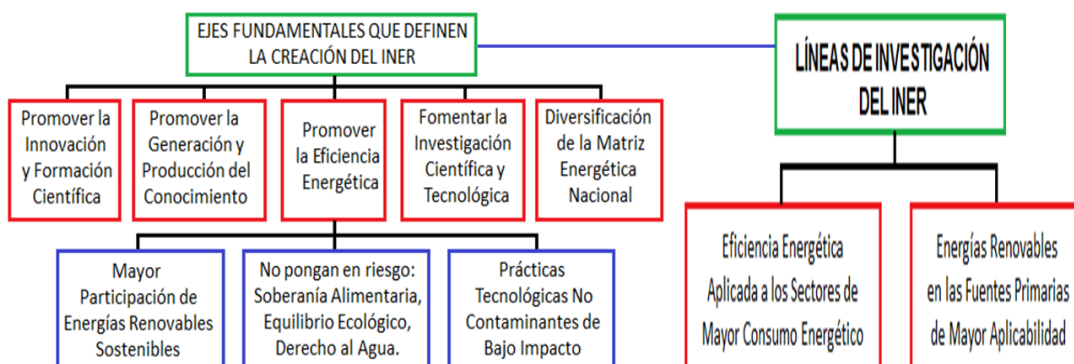 EJES FUNDAMENTALES QUE DEFINEN
LA CREACIÓN DEL INER
LÍNEAS DE INVESTIGACIÓN
DEL INER
Promover la
Innovación
y Formación
Científica
Promover la
Generación y
Producción del
Conocimiento
Promover
la Eficiencia
Energética
Fomentar la
Investigación
Científica y
Tecnológica
Diversificación
de la Matriz
Energética
Nacional
Mayor
Participación de
Energías Renovables
Sostenibles
No pongan en riesgo:
Soberanía Alimentaria,
Equilibrio Ecológico,
Derecho al Agua.
Prácticas
Tecnológicas No
Contaminantes de
Bajo Impacto
Eficiencia Energética
Aplicada a los Sectores de
Mayor Consumo Energético
Energías Renovables
en las Fuentes Primarias
de Mayor Aplicabilidad